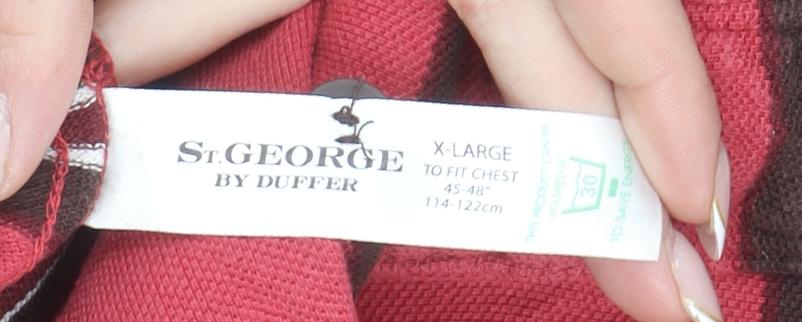 ST.GEORGE
BY DUFFER
X-LARGE
TO FIT CHEST
45-48"
114-122cm
THIS PRODUCT CAN BE
WASHED AT
30
TO SAVE ENERGY